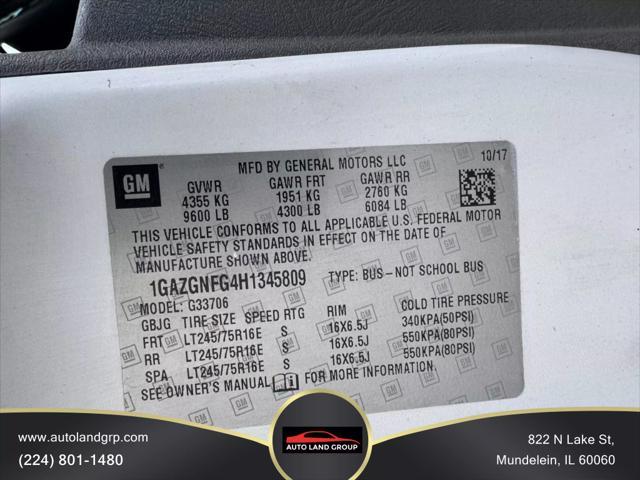 MFD BY GENERAL MOTORS LLC 10/17
GM
GVWR GAWR FRT GAWR RR
4355 KG 1951 KG 2760 KG
9600 LB 4300 LB 6084 LB
THIS VEHICLE CONFORMS TO ALL APPLICABLE U.S. FEDERAL MOTOR
VEHICLE SAFETY STANDARDS IN EFFECT ON THE DATE OF
MANUFACTURE SHOWN ABOVE.
1GAZGNFG4H1345809 TYPE: BUS-NOT SCHOOL BUS
MODEL: G33706
GBJG TIRE SIZE SPEED RTG RIM COLD TIRE PRESSURE
FRT LT245/75R16E S 16X6.5J 340KPA(50PSI)
RR LT245/75R16E S 16X6.5J 550KPA(80PSI)
SPA LT245/75R16E S 16X6.5J 550KPA(80PSI)
SEE OWNER'S MANUAL FOR MORE INFORMATION.
www.autolandgrp.com
(224) 801-1480
AUTO LAND GROUP
822 N Lake St,
Mundelein, IL 60060